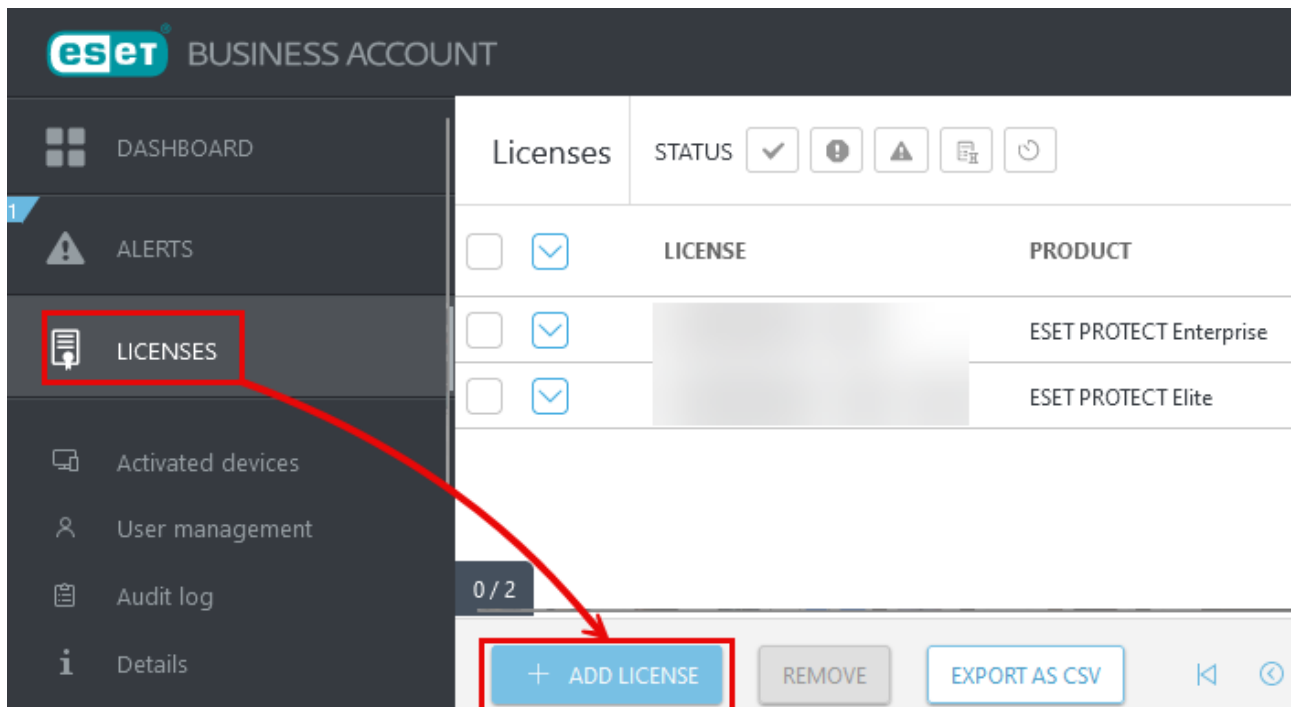 eset® BUSINESS ACCOUNT
DASHBOARD
1
ALERTS
LICENSES
Activated devices
User management
Audit log
Details
Licenses
STATUS
LICENSE PRODUCT
ESET PROTECT Enterprise
ESET PROTECT Elite
0 / 2
+ ADD LICENSE REMOVE EXPORT AS CSV